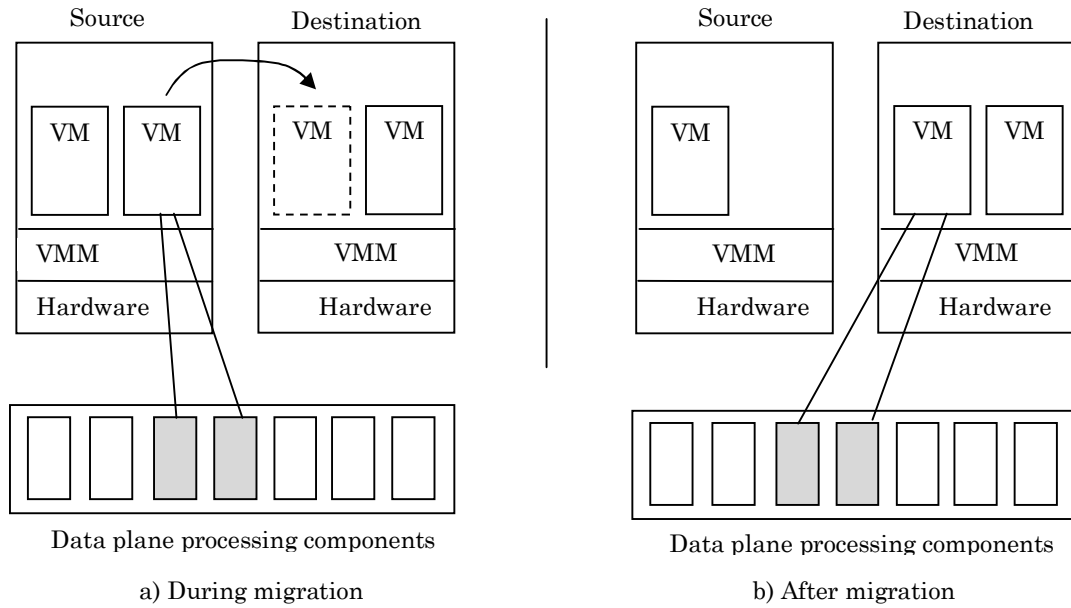 Source
Destination
VM
VM
VM
VM
VMM
VMM
Hardware
Hardware
Data plane processing components
a) During migration
Source
Destination
VM
VM
VM
VMM
VMM
Hardware
Hardware
Data plane processing components
b) After migration